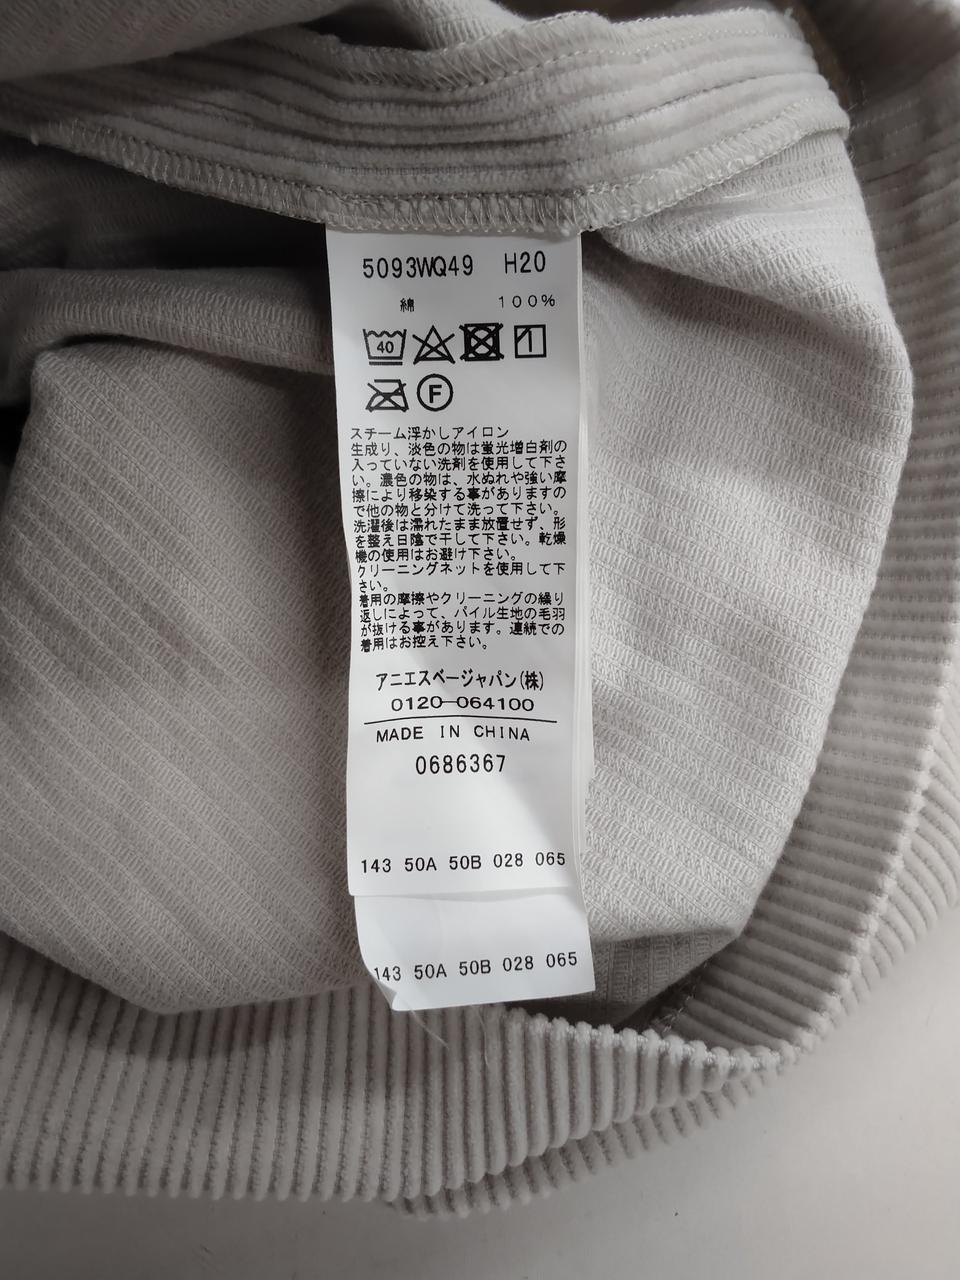 5093WQ49 H20
綿 100%
40
F
スチーム浮かしアイロン
生成り、淡色の物は蛍光増白剤の
入っていない洗剤を使用して下さ
い。濃色の物は、水ぬれや強い摩
擦により移染する事がありますの
で他の物と分けて洗って下さい。
洗濯後は濡れたまま放置せず、形
を整え日陰で干して下さい。乾燥
機の使用はお避け下さい。
クリーニングネットを使用して下
さい。
着用の摩擦やクリーニングの繰り
返しによって、パイル生地の毛羽
が抜ける事があります。連続での
着用はお控え下さい。
アニエスベージャパン(株)
0120-064100
MADE IN CHINA
0686367
143 50A 50B 028 065
143 50A 50B 028 065